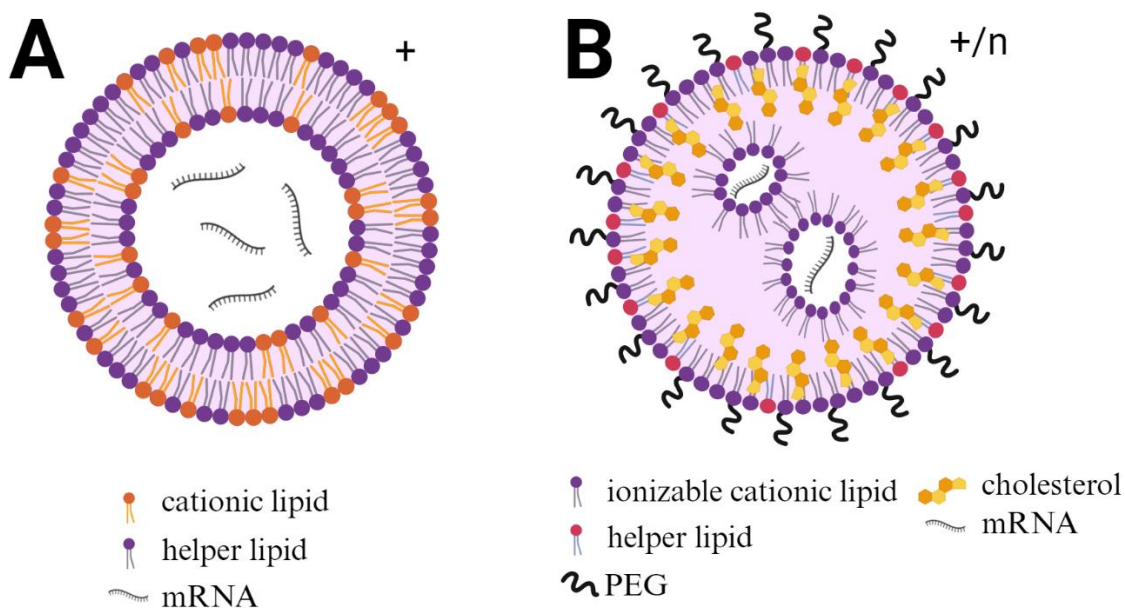 A
+
B
+/n
cationic lipid
helper lipid
mRNA
ionizable cationic lipid
helper lipid
PEG
cholesterol
mRNA